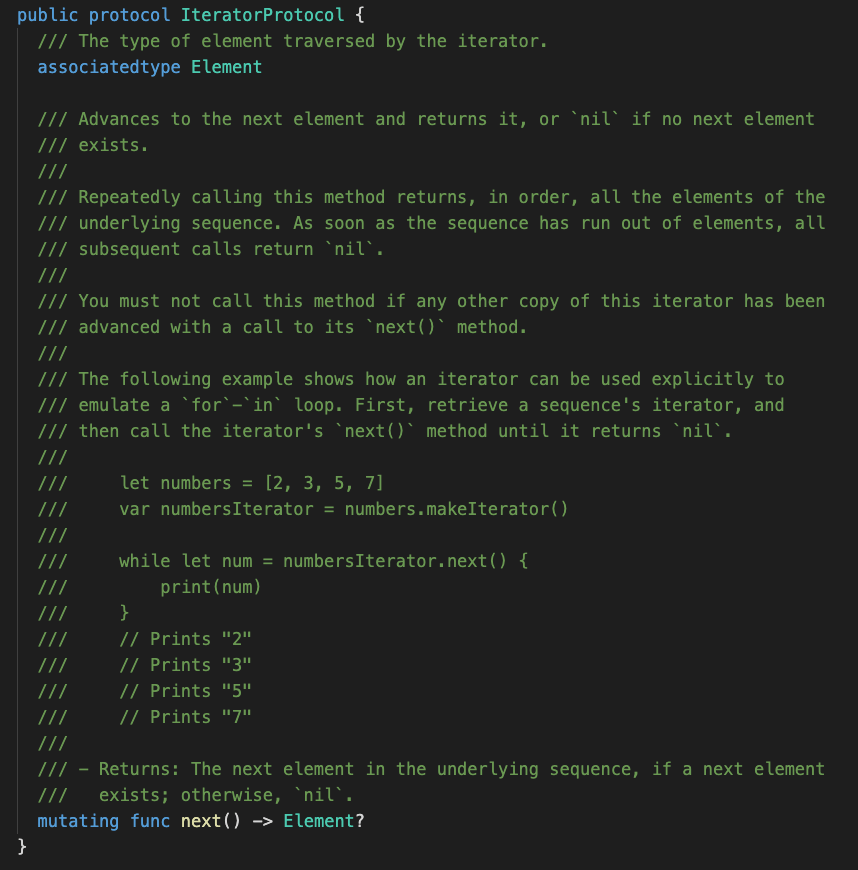 public protocol IteratorProtocol {
  /// The type of element traversed by the iterator.
  associatedtype Element

  /// Advances to the next element and returns it, or `nil` if no next element
  /// exists.
  ///
  /// Repeatedly calling this method returns, in order, all the elements of the
  /// underlying sequence. As soon as the sequence has run out of elements, all
  /// subsequent calls return `nil`.
  ///
  /// You must not call this method if any other copy of this iterator has been
  /// advanced with a call to its `next()` method.
  ///
  /// The following example shows how an iterator can be used explicitly to
  /// emulate a `for`-`in` loop. First, retrieve a sequence's iterator, and
  /// then call the iterator's `next()` method until it returns `nil`.
  ///
  ///     let numbers = [2, 3, 5, 7]
  ///     var numbersIterator = numbers.makeIterator()
  ///
  ///     while let num = numbersIterator.next() {
  ///         print(num)
  ///     }
  ///     // Prints "2"
  ///     // Prints "3"
  ///     // Prints "5"
  ///     // Prints "7"
  ///
  /// - Returns: The next element in the underlying sequence, if a next element
  ///   exists; otherwise, `nil`.
  mutating func next() -> Element?
}